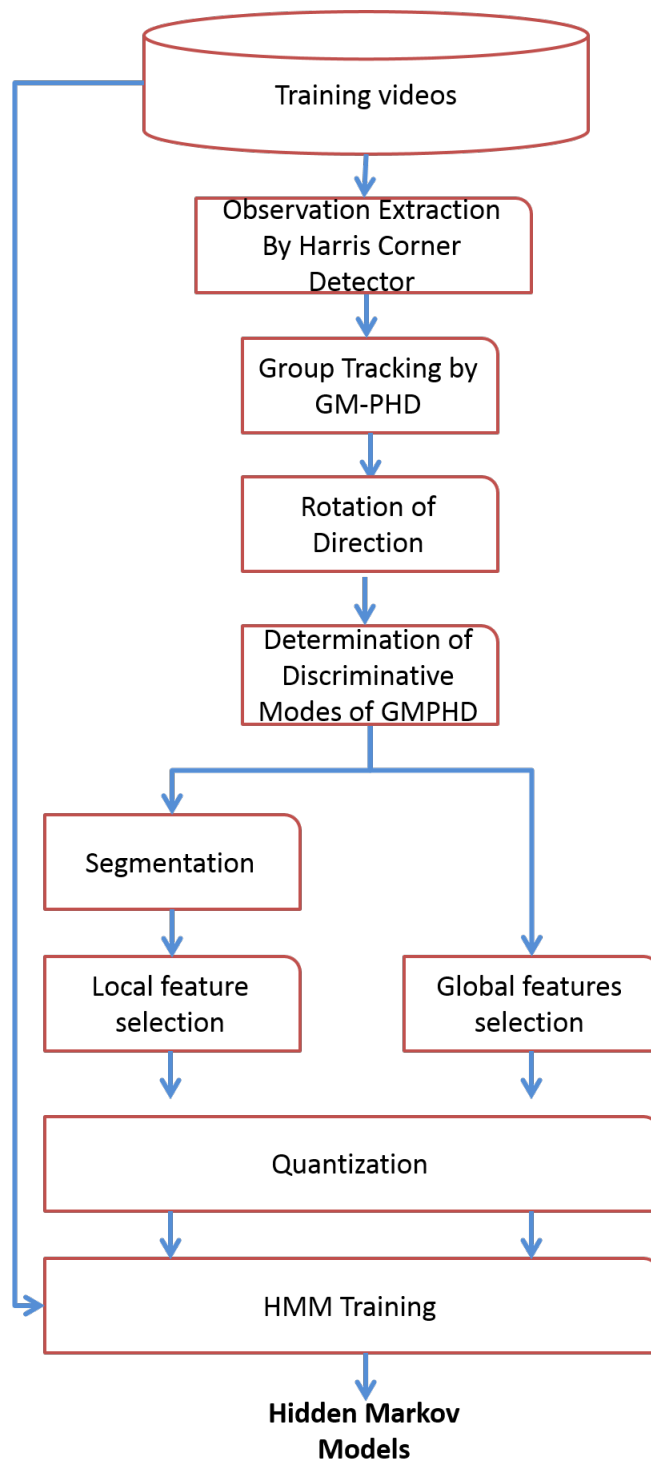 Training videos
Observation Extraction
By Harris Corner
Detector
Group Tracking by
GM-PHD
Rotation of
Direction
Determination of
Discriminative
Modes of GMPHD
Segmentation
Local feature
selection
Global features
selection
Quantization
HMM Training
Hidden Markov
Models